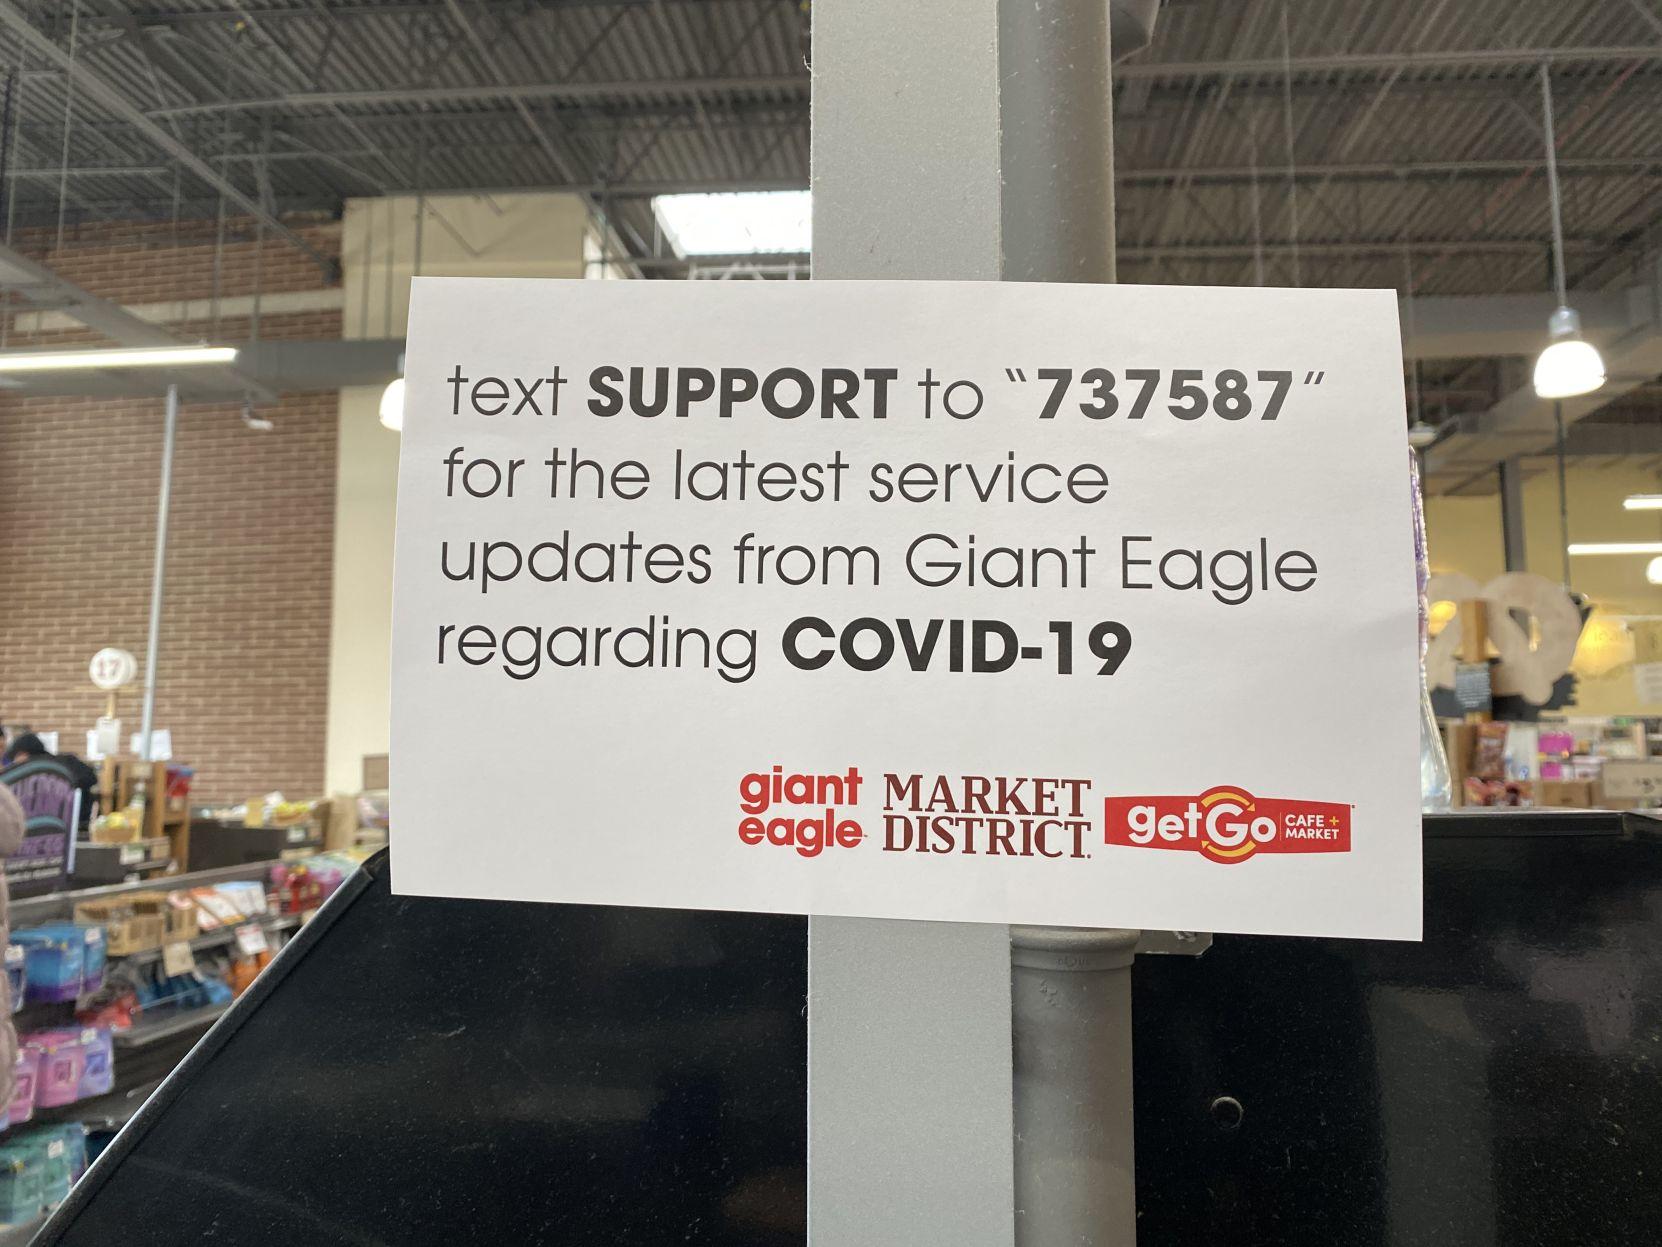 text SUPPORT to "737587"
for the latest service
updates from Giant Eagle
regarding COVID-19
giant
eagle
MARKET
DISTRICT
getGo
CAFE +
MARKET
17